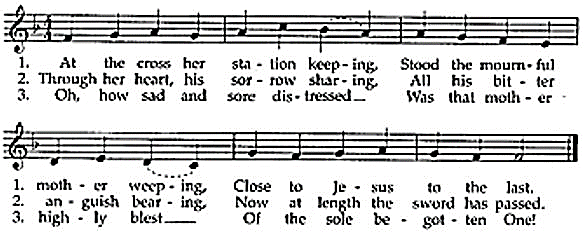 1. At the cross her sta - tion keep - ing, Stood the mourn - ful
2. Through her heart, his sor - row shar - ing, All his bit - ter
3. Oh, how sad and sore dis - tressed Was that moth - er
1. moth - er weep - ing, Close to Je - sus to the last.
2. an - guish bear - ing, Now at length the sword has passed.
3. high - ly blest Of the sole be - got - ten One!